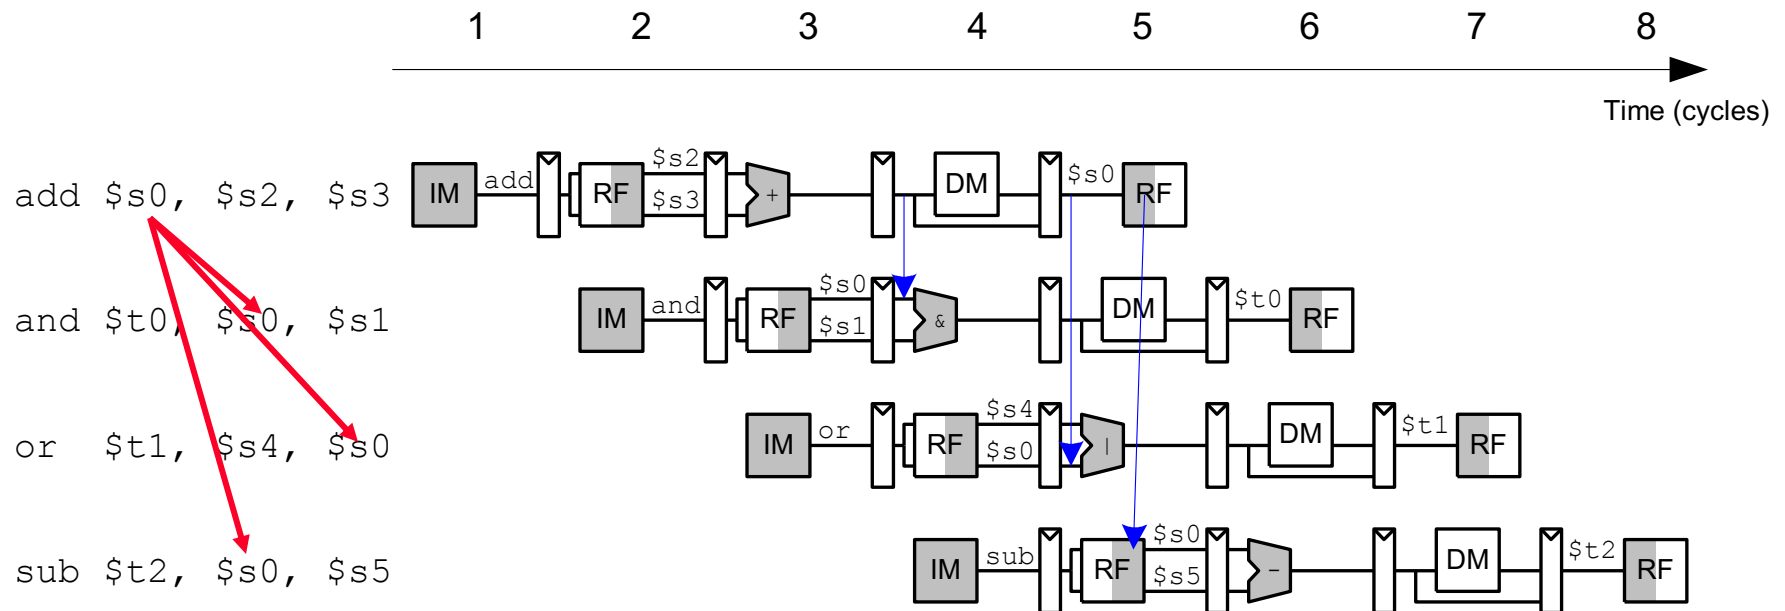 1 2 3 4 5 6 7 8
Time (cycles)
add $s0, $s2, $s3 IM add RF $s2 $s3 + DM $s0 RF
and $t0, $s0, $s1 IM and RF $s0 $s1 & DM $t0 RF
or $t1, $s4, $s0 IM or RF $s4 $s0 | DM $t1 RF
sub $t2, $s0, $s5 IM sub RF $s0 $s5 - DM $t2 RF